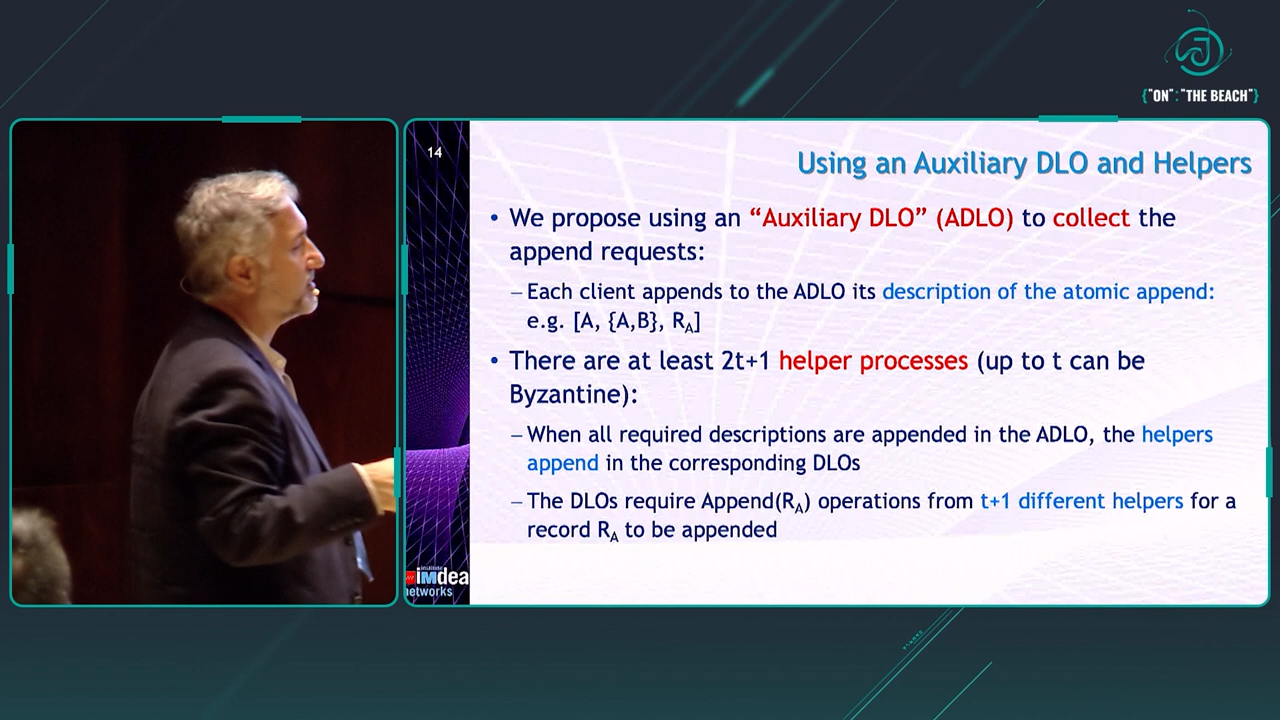 {"ON":"THE BEACH"}
14
Using an Auxiliary DLO and Helpers
• We propose using an “Auxiliary DLO” (ADLO) to collect the
append requests:
– Each client appends to the ADLO its description of the atomic append:
e.g. [A, {A,B}, RA]
• There are at least 2t+1 helper processes (up to t can be
Byzantine):
– When all required descriptions are appended in the ADLO, the helpers
append in the corresponding DLOs
– The DLOs require Append(RA) operations from t+1 different helpers for a
record RA to be appended
institute
imdea
networks